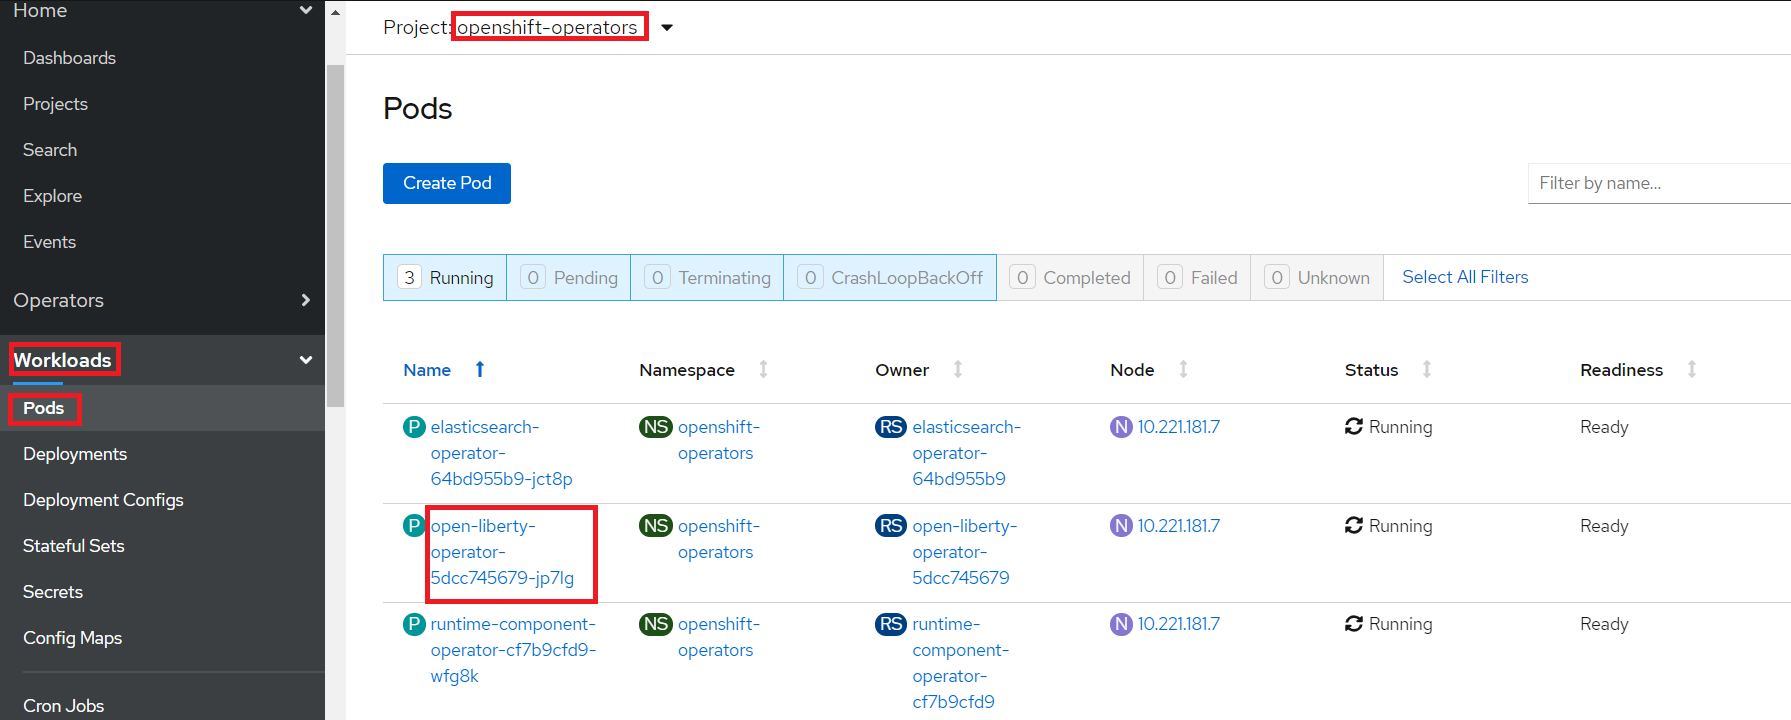 Home
Dashboards
Projects
Search
Explore
Events
Operators
Workloads
Pods
Deployments
Deployment Configs
Stateful Sets
Secrets
Config Maps
Cron Jobs
Project: openshift-operators
Pods
Create Pod
Filter by name...
3 Running 0 Pending 0 Terminating 0 CrashLoopBackOff 0 Completed 0 Failed 0 Unknown Select All Filters
Name Namespace Owner Node Status Readiness
P elasticsearch- NS openshift- RS elasticsearch- N 10.221.181.7 Running Ready
operator- operators operator-
64bd955b9-jct8p 64bd955b9
P open-liberty- NS openshift- RS open-liberty- N 10.221.181.7 Running Ready
operator- operators operator-
5dcc745679-jp7lg 5dcc745679
P runtime-component- NS openshift- RS runtime- N 10.221.181.7 Running Ready
operator-cf7b9cfd9- operators component-
wfg8k operator-
cf7b9cfd9